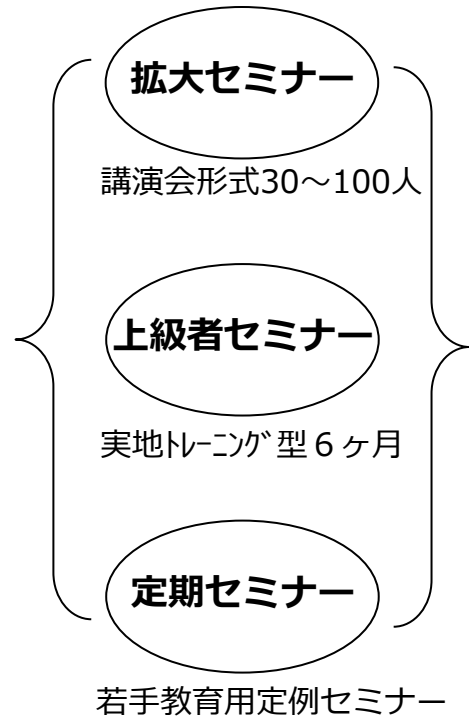 拡大セミナー
講演会形式30～100人
上級者セミナー
実地ﾄﾚｰﾆﾝｸﾞ型６ヶ月
定期セミナー
若手教育用定例セミナー